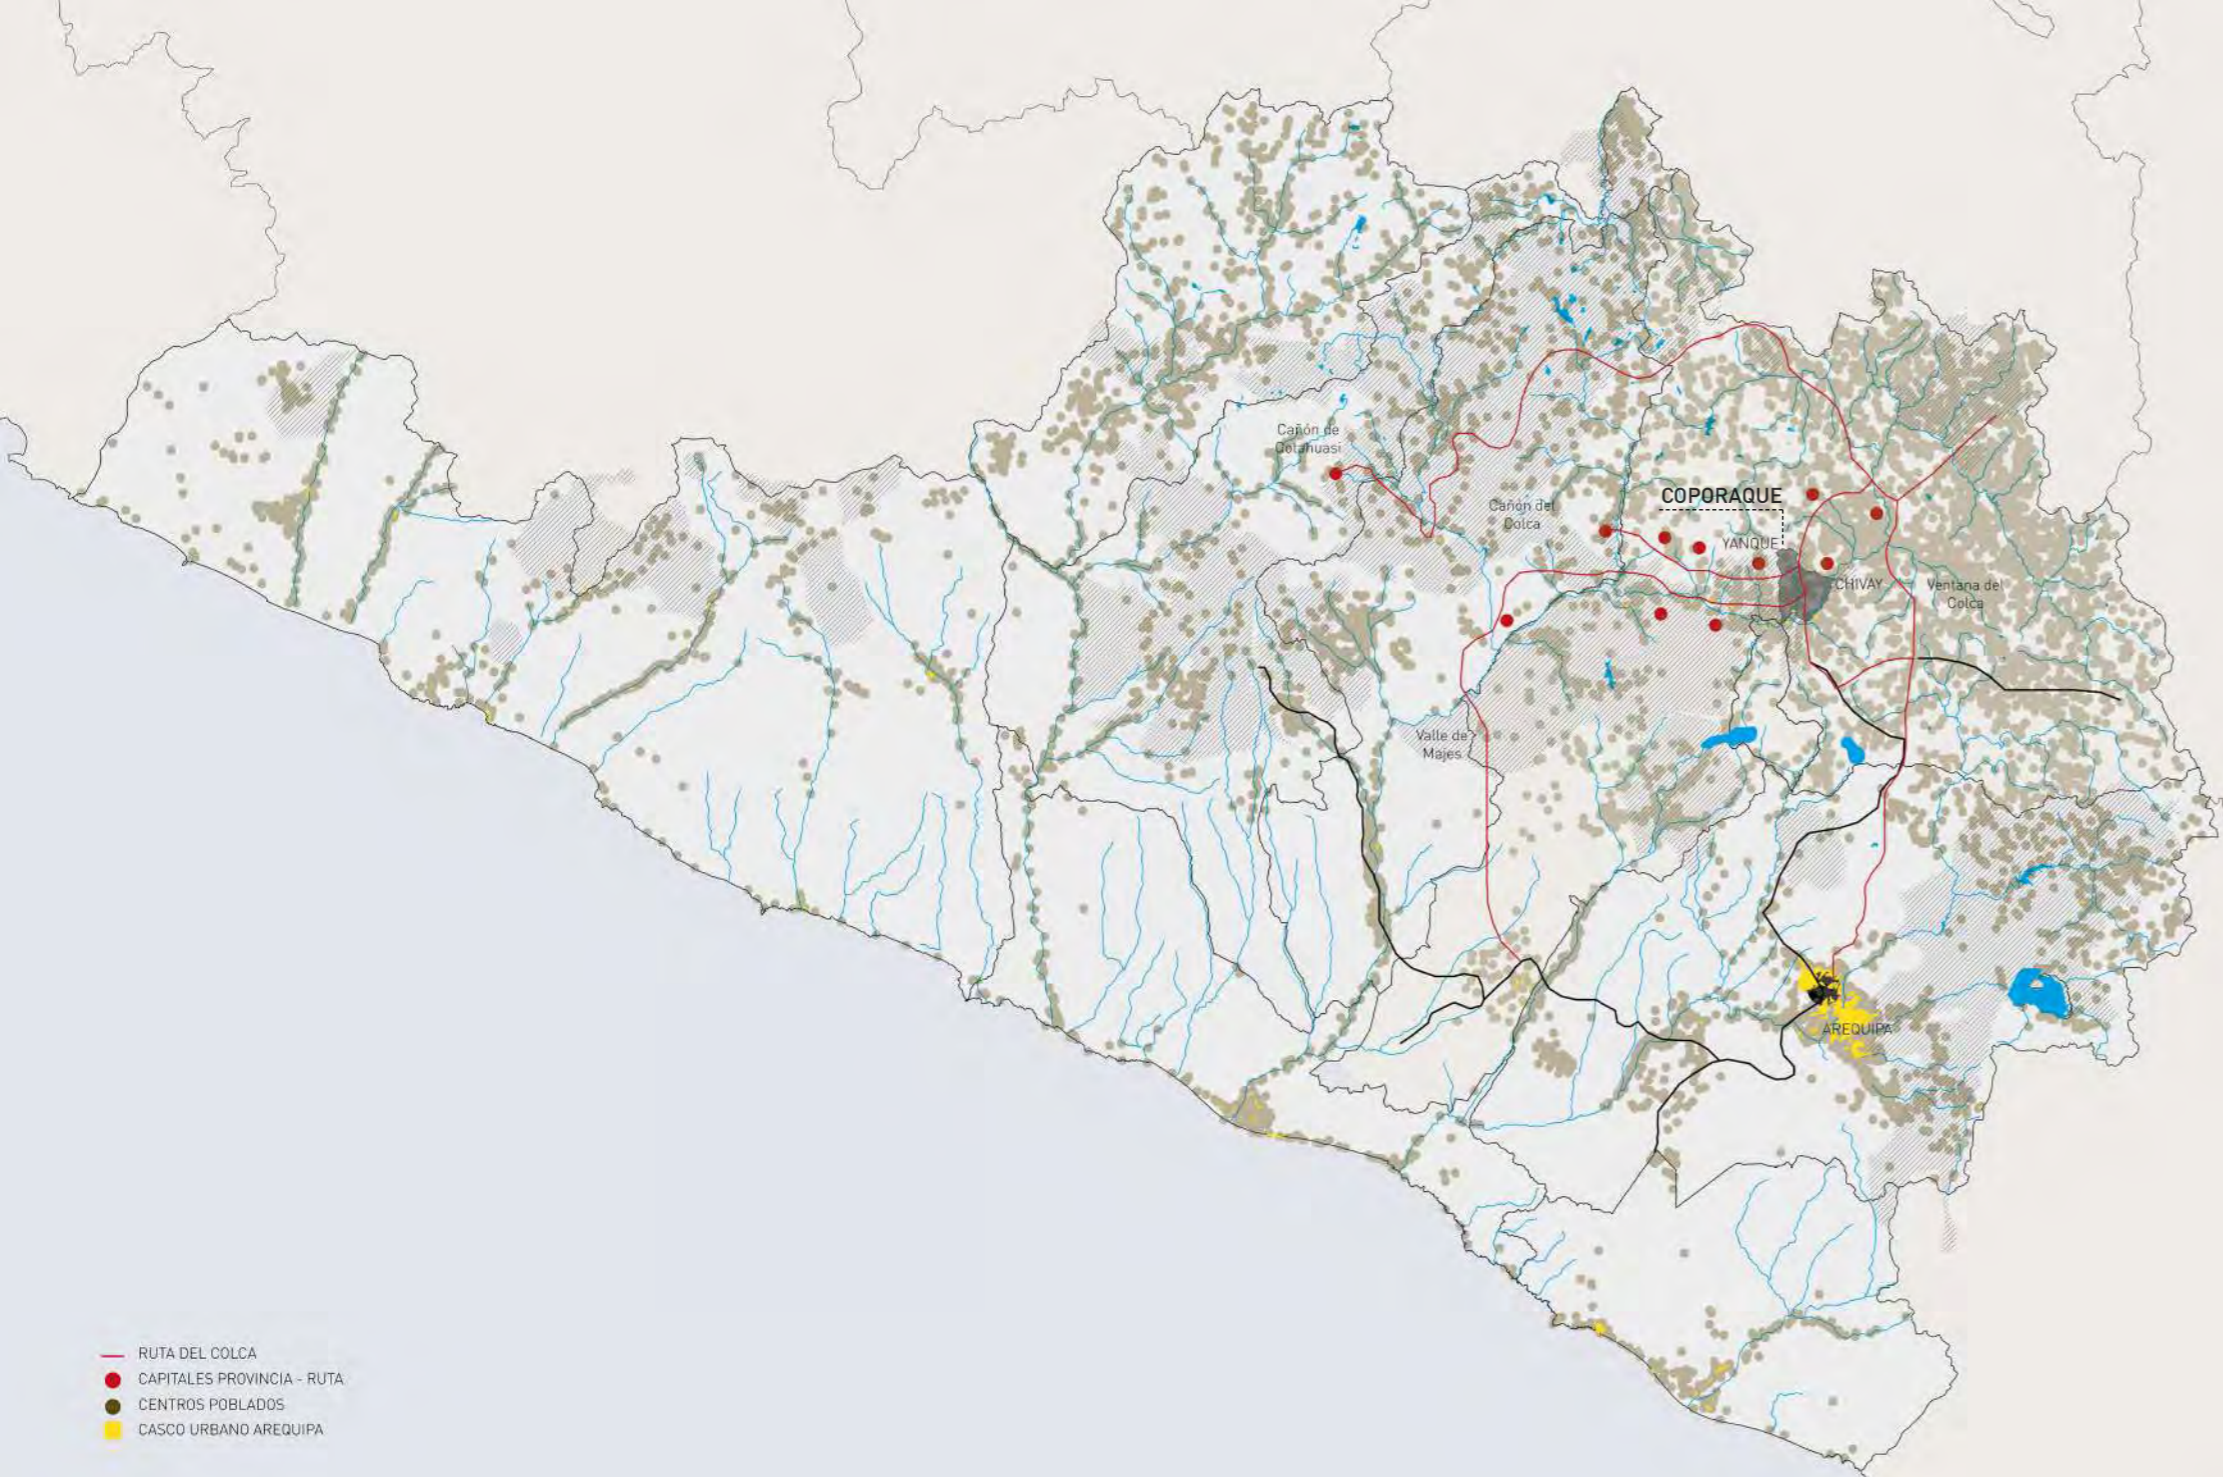 Cañón de
Cotahuasi
COPORAQUE
Cañón del
Colca
YANQUE
CHIVAY
Ventana del
Colca
Valle de
Majes
AREQUIPA
RUTA DEL COLCA
CAPITALES PROVINCIA - RUTA
CENTROS POBLADOS
CASCO URBANO AREQUIPA